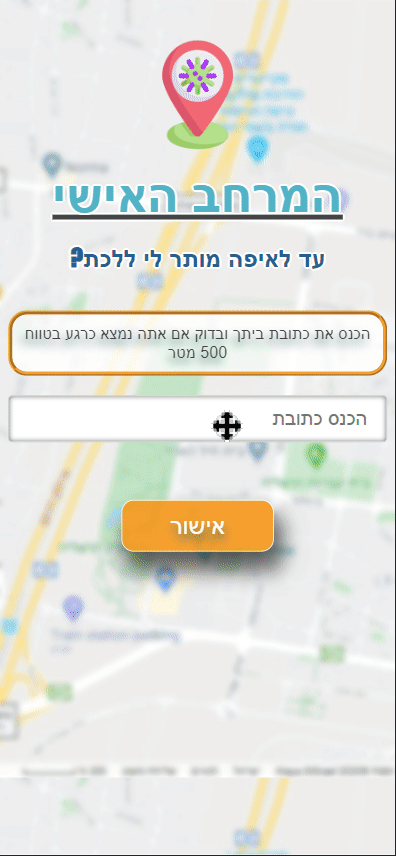 המרחב האישי
עד לאיפה מותר לי ללכת?
הכנס את כתובת ביתך ובדוק אם אתה נמצא כרגע בטווח
500 מטר
הכנס כתובת
אישור